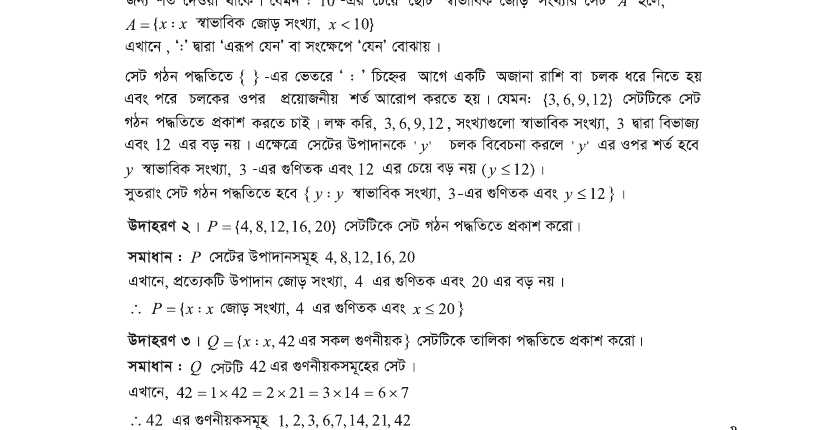 জন্য শর্ত দেওয়া থাকে। যেমন : 10 -এর চেয়ে ছোট স্বাভাবিক জোড় সংখ্যার সেট A হলে,
A = {x : x স্বাভাবিক জোড় সংখ্যা, x < 10}
এখানে , ‘:’ দ্বারা ‘এরূপ যেন’ বা সংক্ষেপে ‘যেন’ বোঝায় ।
সেট গঠন পদ্ধতিতে { } -এর ভেতরে ‘ : ’ চিহ্নের আগে একটি অজানা রাশি বা চলক ধরে নিতে হয়
এবং পরে চলকের ওপর প্রয়োজনীয় শর্ত আরোপ করতে হয় । যেমনঃ {3, 6, 9, 12} সেটটিকে সেট
গঠন পদ্ধতিতে প্রকাশ করতে চাই । লক্ষ করি, 3, 6, 9, 12 , সংখ্যাগুলো স্বাভাবিক সংখ্যা, 3 দ্বারা বিভাজ্য
এবং 12 এর বড় নয় । এক্ষেত্রে সেটের উপাদানকে ' y' চলক বিবেচনা করলে ' y' এর ওপর শর্ত হবে
y স্বাভাবিক সংখ্যা, 3 -এর গুণিতক এবং 12 এর চেয়ে বড় নয় (y ≤ 12) ।
সুতরাং সেট গঠন পদ্ধতিতে হবে { y : y স্বাভাবিক সংখ্যা, 3-এর গুণিতক এবং y ≤ 12 } ।
উদাহরণ ২ । P = {4, 8, 12, 16, 20} সেটটিকে সেট গঠন পদ্ধতিতে প্রকাশ করো।
সমাধান : P সেটের উপাদানসমূহ 4, 8, 12, 16, 20
এখানে, প্রত্যেকটি উপাদান জোড় সংখ্যা, 4 এর গুণিতক এবং 20 এর বড় নয় ।
∴ P = {x : x জোড় সংখ্যা, 4 এর গুণিতক এবং x ≤ 20 }
উদাহরণ ৩ । Q = {x : x, 42 এর সকল গুণনীয়ক} সেটটিকে তালিকা পদ্ধতিতে প্রকাশ করো।
সমাধান : Q সেটটি 42 এর গুণনীয়কসমূহের সেট ।
এখানে, 42 = 1 × 42 = 2 × 21 = 3 × 14 = 6 × 7
∴ 42 এর গুণনীয়কসমূহ 1, 2, 3, 6,7, 14, 21, 42